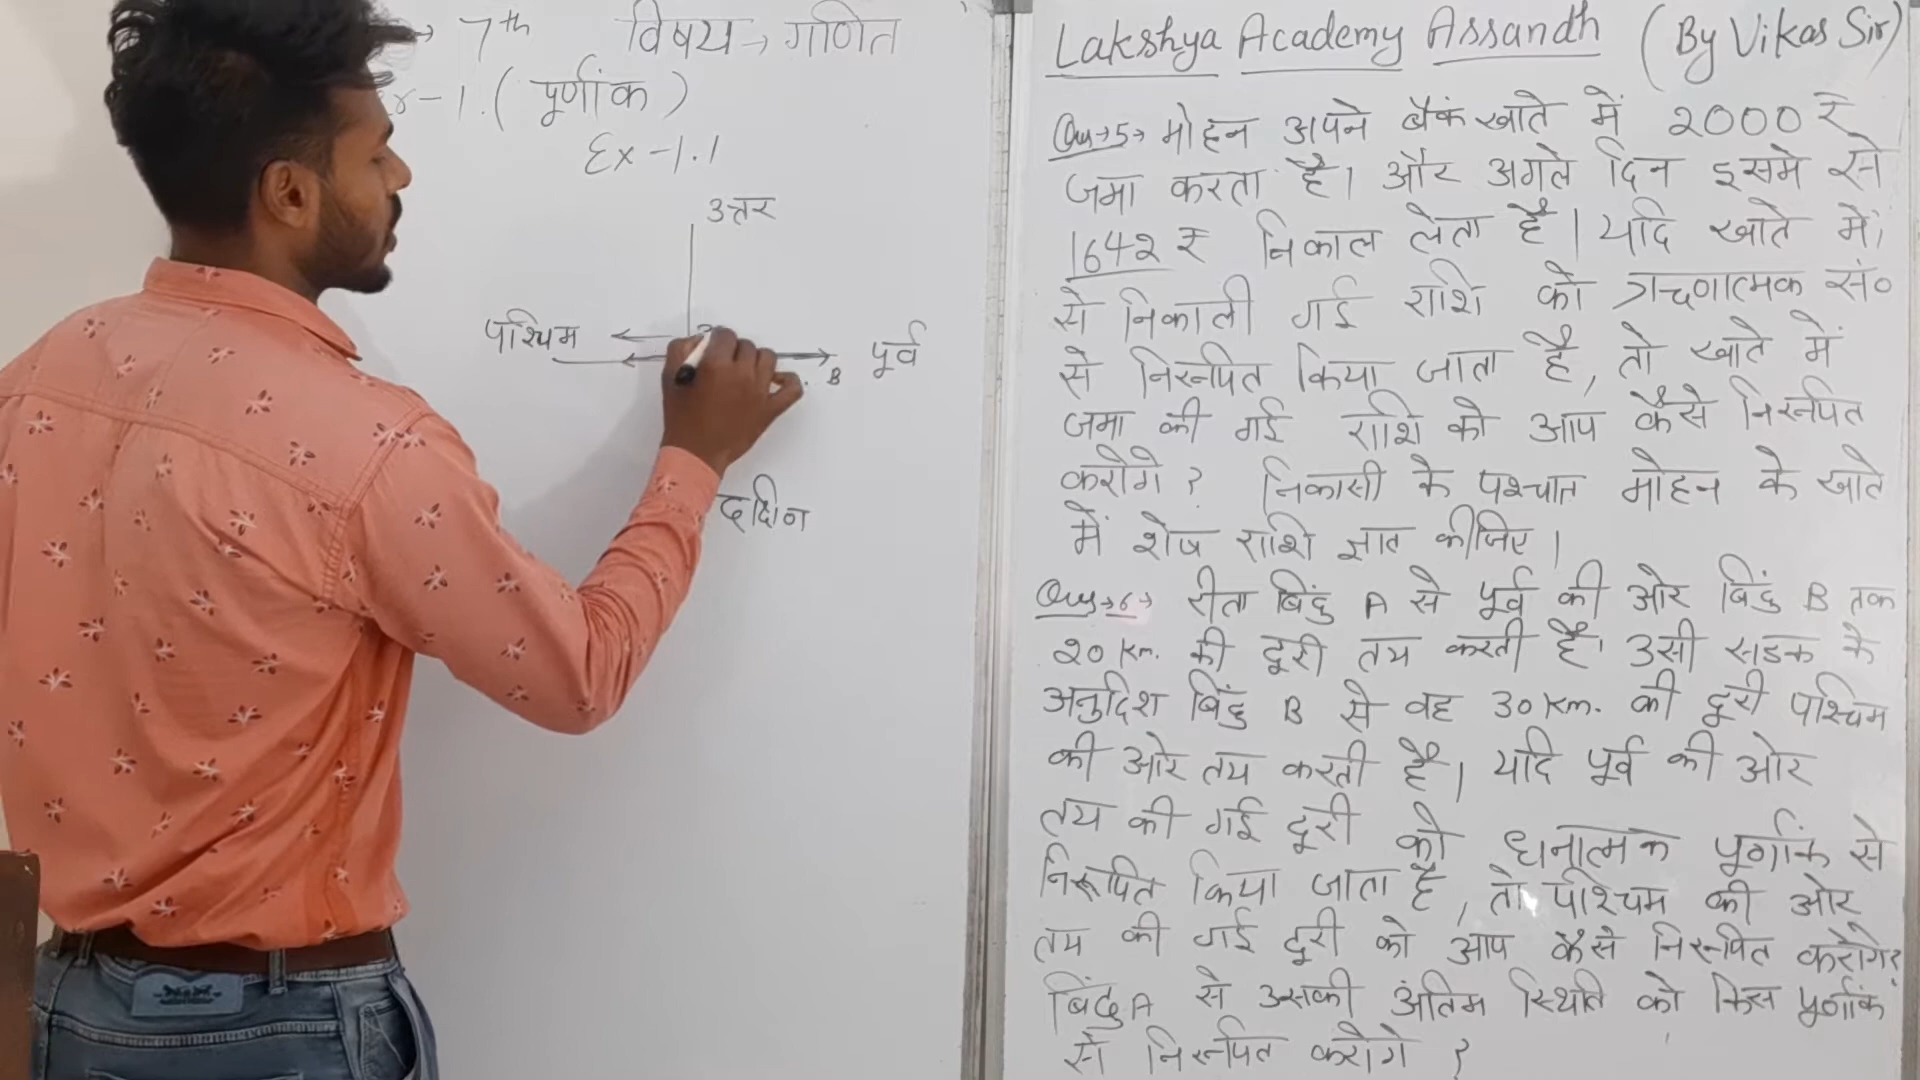 → 7th विषय → गणित
-1. (पूर्णांक)
Ex-1.1
उत्तर
पश्चिम
पूर्व
B
दक्षिन
Lakshya Academy Assandh (By Vikas Sir)
Ques→5→ मोहन अपने बैंक खाते में 2000 ₹
जमा करता है। और अगले दिन इसमे से
1642 ₹ निकाल लेता है। यदि खाते में,
से निकाली गई राशि को ऋणात्मक सं०
से निरूपित किया जाता है, तो खाते में
जमा की गई राशि को आप कैसे निरूपित
करोगे? निकासी के पश्चात मोहन के खाते
में शेष राशि ज्ञात कीजिए।
Ques→6→ रीता बिंदु A से पूर्व की ओर बिंदु B तक
20 Km. की दूरी तय करती है। उसी सड़क के
अनुदिश बिंदु B से वह 30 Km. की दूरी पश्चिम
की ओर तय करती है। यदि पूर्व की ओर
तय की गई दूरी को धनात्मक पूर्णांक से
निरूपित किया जाता है, तो पश्चिम की ओर
तय की गई दूरी को आप कैसे निरूपित करोगे?
बिंदु A से उसकी अंतिम स्थिति को किस पूर्णांक
से निरूपित करोगे?